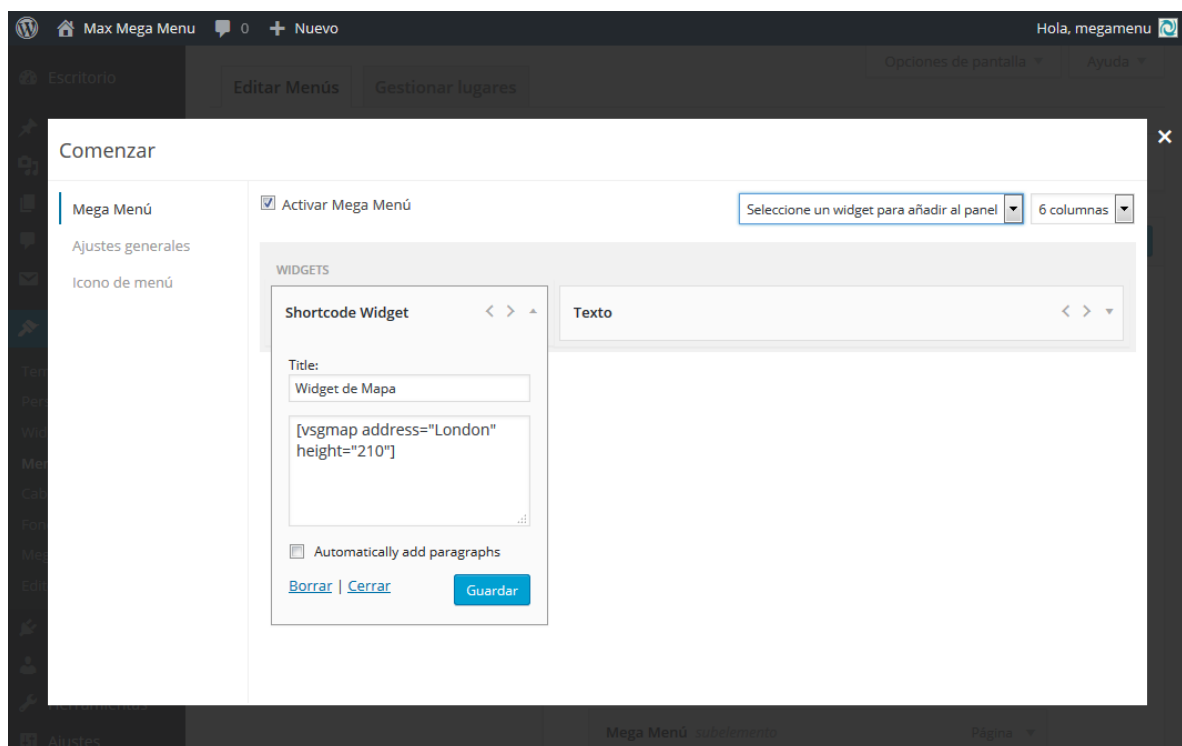 Max Mega Menu 0 Nuevo Hola, megamenu
Opciones de pantalla Ayuda
Escritorio
Editar Menús Gestionar lugares
Comenzar
Mega Menú
Ajustes generales
Icono de menú
Activar Mega Menú Seleccione un widget para añadir al panel 6 columnas
WIDGETS
Shortcode Widget Texto
Title:
Widget de Mapa
[vsgmap address="London"
height="210"]
Automatically add paragraphs
Borrar | Cerrar Guardar
Mega Menú subelemento Página
Ajustes